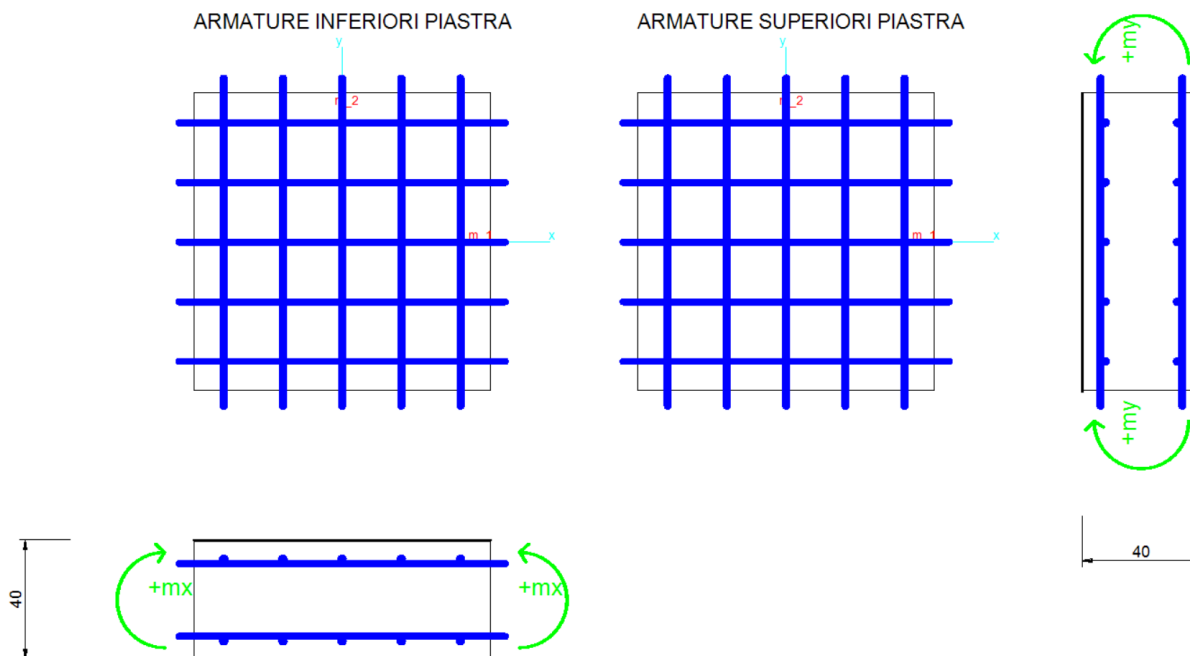 ARMATURE INFERIORI PIASTRA
ARMATURE SUPERIORI PIASTRA
y
y
+my
m_2
m_2
m_1
x
m_1
x
+my
40
+mx
+mx
40